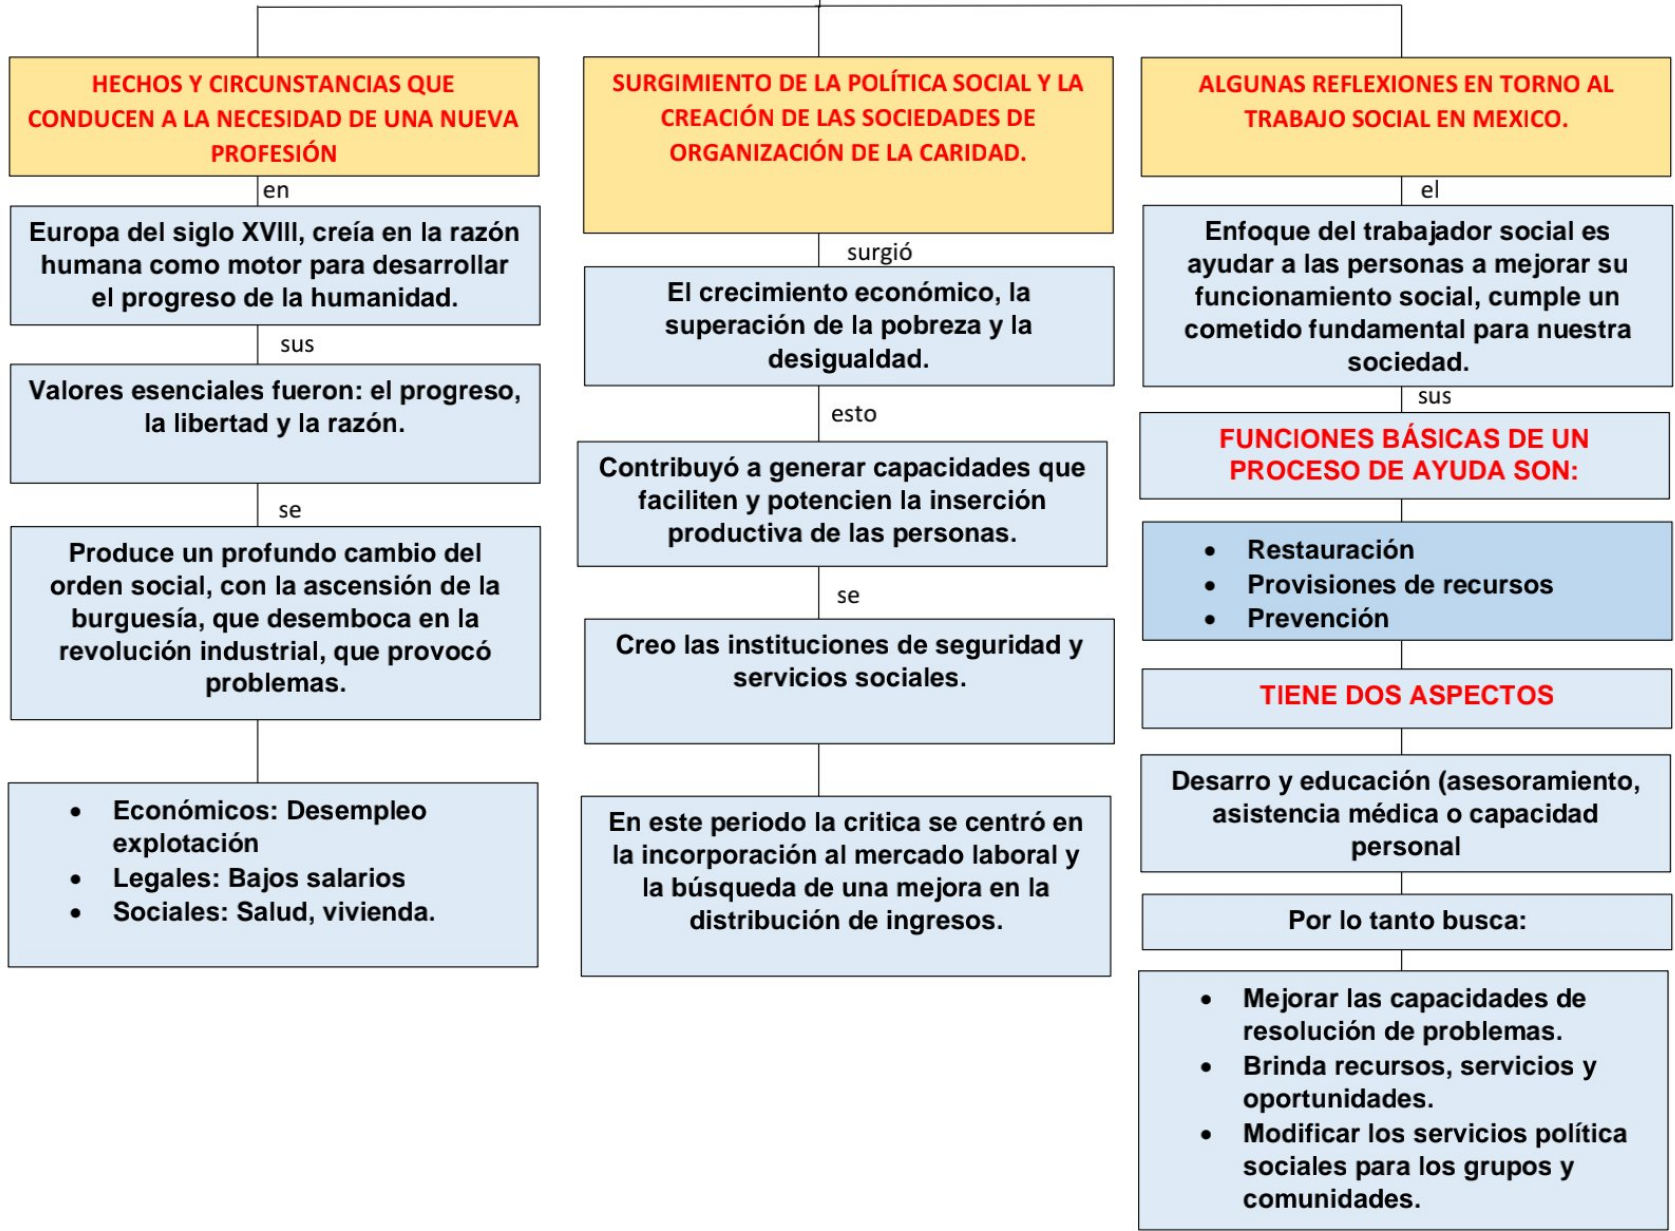 HECHOS Y CIRCUNSTANCIAS QUE
CONDUCEN A LA NECESIDAD DE UNA NUEVA
PROFESIÓN
en
Europa del siglo XVIII, creía en la razón
humana como motor para desarrollar
el progreso de la humanidad.
sus
Valores esenciales fueron: el progreso,
la libertad y la razón.
se
Produce un profundo cambio del
orden social, con la ascensión de la
burguesía, que desemboca en la
revolución industrial, que provocó
problemas.
• Económicos: Desempleo
explotación
• Legales: Bajos salarios
• Sociales: Salud, vivienda.
SURGIMIENTO DE LA POLÍTICA SOCIAL Y LA
CREACIÓN DE LAS SOCIEDADES DE
ORGANIZACIÓN DE LA CARIDAD.
surgió
El crecimiento económico, la
superación de la pobreza y la
desigualdad.
esto
Contribuyó a generar capacidades que
faciliten y potencien la inserción
productiva de las personas.
se
Creo las instituciones de seguridad y
servicios sociales.
En este periodo la critica se centró en
la incorporación al mercado laboral y
la búsqueda de una mejora en la
distribución de ingresos.
ALGUNAS REFLEXIONES EN TORNO AL
TRABAJO SOCIAL EN MEXICO.
el
Enfoque del trabajador social es
ayudar a las personas a mejorar su
funcionamiento social, cumple un
cometido fundamental para nuestra
sociedad.
sus
FUNCIONES BÁSICAS DE UN
PROCESO DE AYUDA SON:
• Restauración
• Provisiones de recursos
• Prevención
TIENE DOS ASPECTOS
Desarro y educación (asesoramiento,
asistencia médica o capacidad
personal
Por lo tanto busca:
• Mejorar las capacidades de
resolución de problemas.
• Brinda recursos, servicios y
oportunidades.
• Modificar los servicios política
sociales para los grupos y
comunidades.